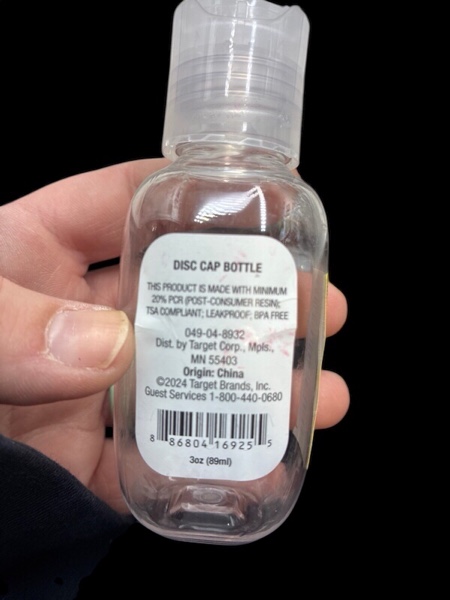 DISC CAP BOTTLE
THIS PRODUCT IS MADE WITH MINIMUM
20% PCR (POST-CONSUMER RESIN);
TSA COMPLIANT; LEAKPROOF; BPA FREE
049-04-8932
Dist. by Target Corp., Mpls.,
MN 55403
Origin: China
©2024 Target Brands, Inc.
Guest Services 1-800-440-0680
8 86804 16925 5
3oz (89ml)